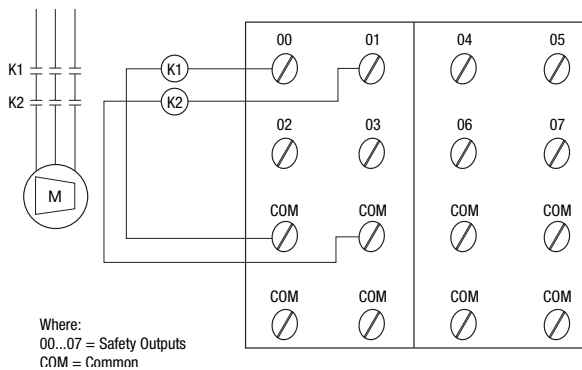 00 01 04 05
K1 K1
K2 K2
02 03 06 07
M
COM COM COM COM
COM COM COM COM
Where:
00...07 = Safety Outputs
COM = Common